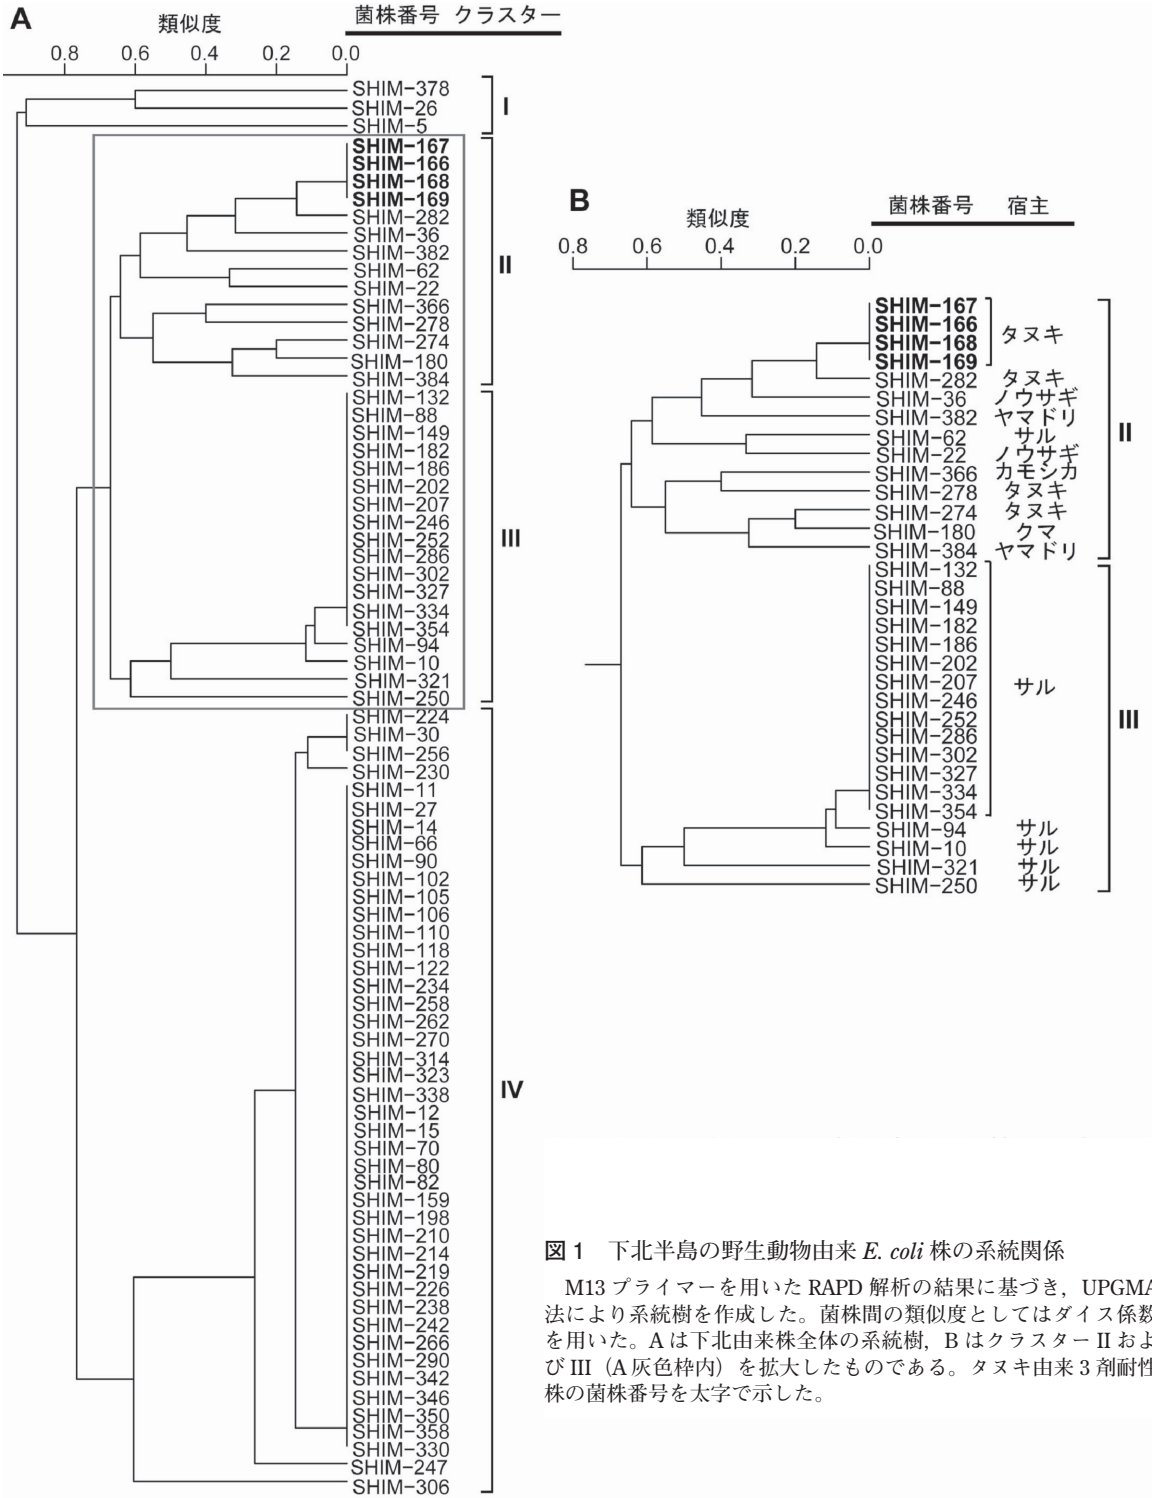 A
類似度
菌株番号 クラスター
0.8 0.6 0.4 0.2 0.0
SHIM-378
SHIM-26
SHIM-5
I
SHIM-167
SHIM-166
SHIM-168
SHIM-169
SHIM-282
SHIM-36
SHIM-382
SHIM-62
SHIM-22
SHIM-366
SHIM-278
SHIM-274
SHIM-180
SHIM-384
II
SHIM-132
SHIM-88
SHIM-149
SHIM-182
SHIM-186
SHIM-202
SHIM-207
SHIM-246
SHIM-252
SHIM-286
SHIM-302
SHIM-327
SHIM-334
SHIM-354
SHIM-94
SHIM-10
SHIM-321
SHIM-250
III
SHIM-224
SHIM-30
SHIM-256
SHIM-230
SHIM-11
SHIM-27
SHIM-14
SHIM-66
SHIM-90
SHIM-102
SHIM-105
SHIM-106
SHIM-110
SHIM-118
SHIM-122
SHIM-234
SHIM-258
SHIM-262
SHIM-270
SHIM-314
SHIM-323
SHIM-338
SHIM-12
SHIM-15
SHIM-70
SHIM-80
SHIM-82
SHIM-159
SHIM-198
SHIM-210
SHIM-214
SHIM-219
SHIM-226
SHIM-238
SHIM-242
SHIM-266
SHIM-290
SHIM-342
SHIM-346
SHIM-350
SHIM-358
SHIM-330
SHIM-247
SHIM-306
IV
B
類似度
菌株番号 宿主
0.8 0.6 0.4 0.2 0.0
SHIM-167
SHIM-166
SHIM-168
SHIM-169
タヌキ
SHIM-282 タヌキ
SHIM-36 ノウサギ
SHIM-382 ヤマドリ
SHIM-62 サル
SHIM-22 ノウサギ
SHIM-366 カモシカ
SHIM-278 タヌキ
SHIM-274 タヌキ
SHIM-180 クマ
SHIM-384 ヤマドリ
II
SHIM-132
SHIM-88
SHIM-149
SHIM-182
SHIM-186
SHIM-202
SHIM-207
SHIM-246
SHIM-252
SHIM-286
SHIM-302
SHIM-327
SHIM-334
SHIM-354
サル
SHIM-94 サル
SHIM-10 サル
SHIM-321 サル
SHIM-250 サル
III
図 1 下北半島の野生動物由来 E. coli 株の系統関係
M13 プライマーを用いた RAPD 解析の結果に基づき，UPGMA
法により系統樹を作成した。菌株間の類似度としてはダイス係数
を用いた。A は下北由来株全体の系統樹，B はクラスター II およ
び III（A 灰色枠内）を拡大したものである。タヌキ由来 3 剤耐性
株の菌株番号を太字で示した。